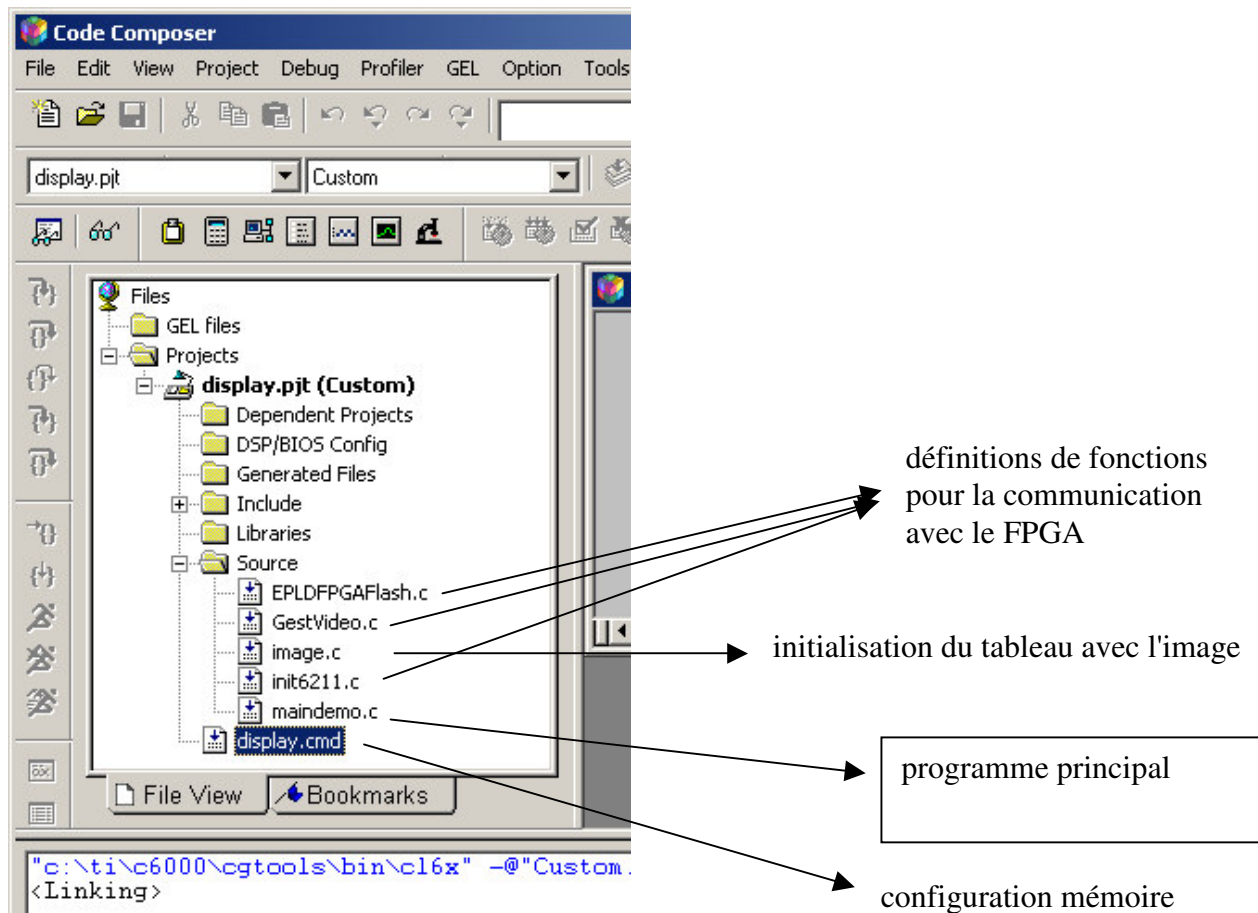 Code Composer
File Edit View Project Debug Profiler GEL Option Tools
display.pjt Custom
Files
GEL files
Projects
display.pjt (Custom)
Dependent Projects
DSP/BIOS Config
Generated Files
Include
Libraries
Source
EPLDFPGAFlash.c
GestVideo.c
image.c
init6211.c
maindemo.c
display.cmd
File View Bookmarks
"c:\ti\c6000\cgtools\bin\cl6x" -@"Custom.
<Linking>
définitions de fonctions
pour la communication
avec le FPGA
initialisation du tableau avec l'image
programme principal
configuration mémoire